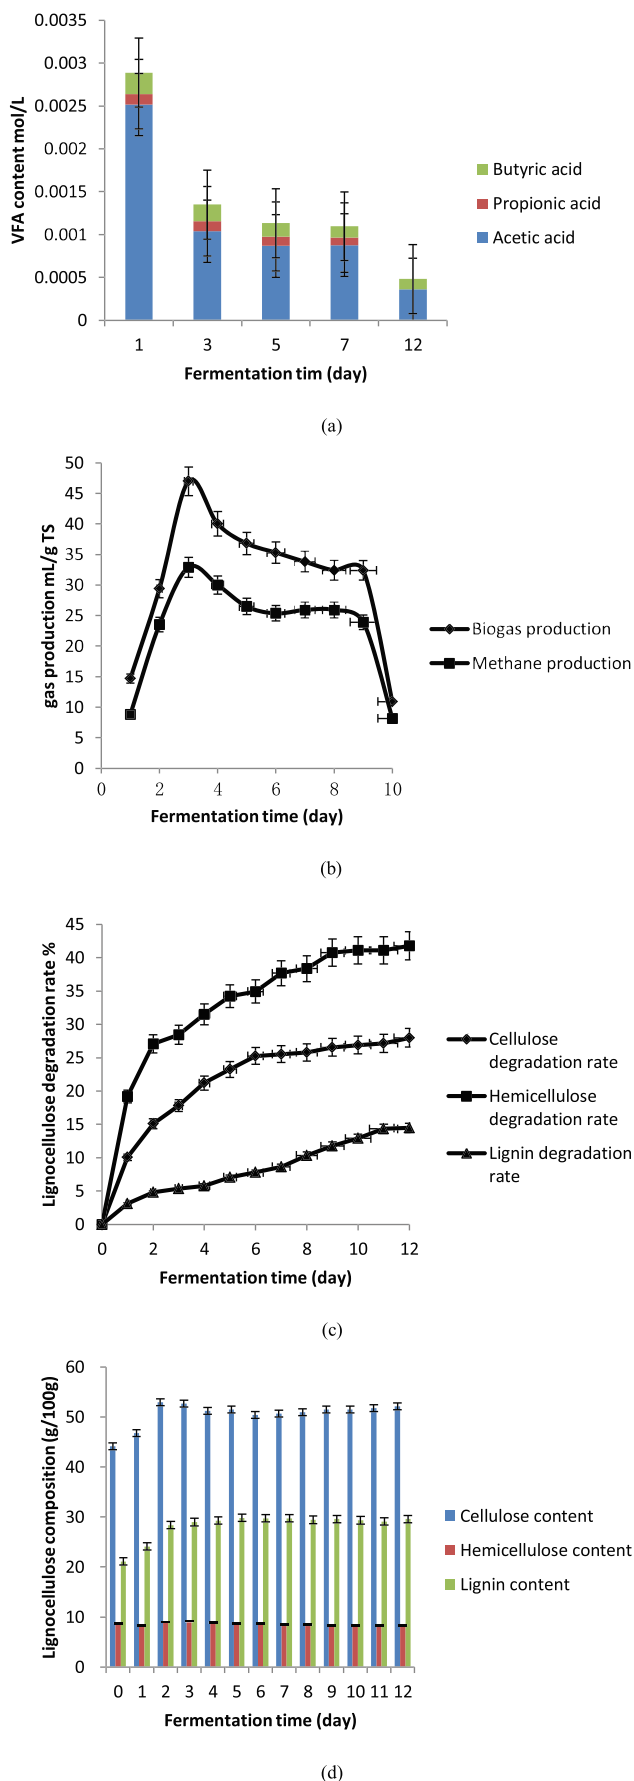 VFA content mol/L
0.0035
0.003
0.0025
0.002
0.0015
0.001
0.0005
0
1 3 5 7 12
Fermentation tim (day)
Butyric acid
Propionic acid
Acetic acid
(a)
gas production mL/g TS
50
45
40
35
30
25
20
15
10
5
0
0 2 4 6 8 10
Fermentation time (day)
Biogas production
Methane production
(b)
Lignocellulose degradation rate %
45
40
35
30
25
20
15
10
5
0
0 2 4 6 8 10 12
Fermentation time (day)
Cellulose
degradation rate
Hemicellulose
degradation rate
Lignin degradation
rate
(c)
Lignocellulose composition (g/100g)
60
50
40
30
20
10
0
0 1 2 3 4 5 6 7 8 9 10 11 12
Fermentation time (day)
Cellulose content
Hemicellulose content
Lignin content
(d)